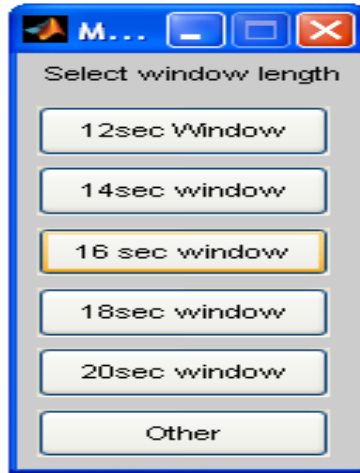 M...
Select window length
12sec Window
14sec window
16 sec window
18sec window
20sec window
Other